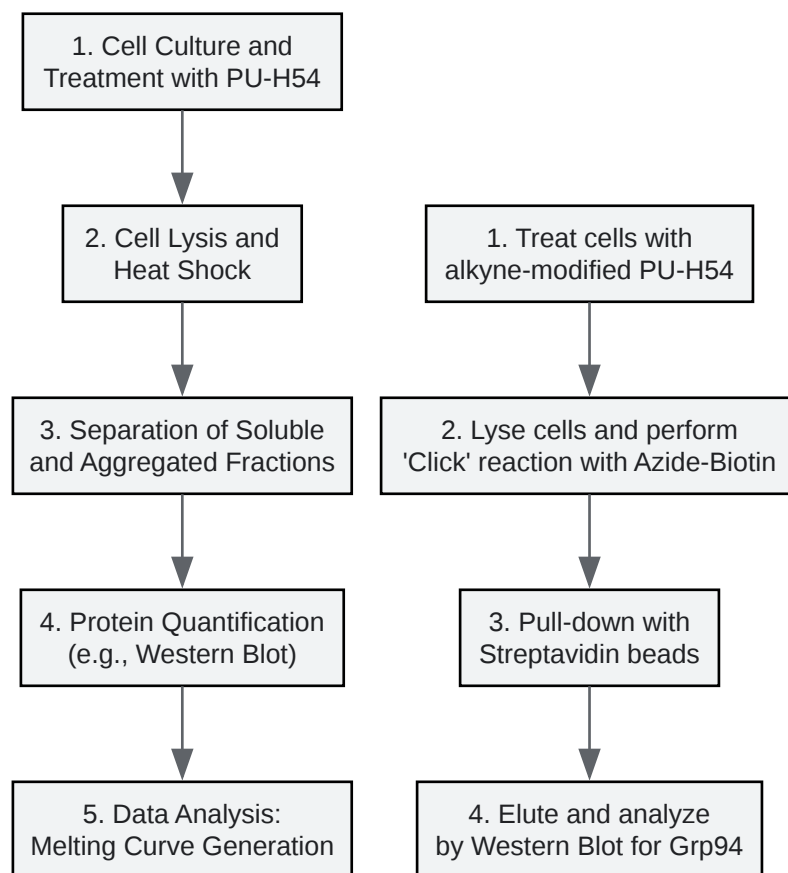 1. Cell Culture and
Treatment with PU-H54
2. Cell Lysis and
Heat Shock
3. Separation of Soluble
and Aggregated Fractions
4. Protein Quantification
(e.g., Western Blot)
5. Data Analysis:
Melting Curve Generation
1. Treat cells with
alkyne-modified PU-H54
2. Lyse cells and perform
'Click' reaction with Azide-Biotin
3. Pull-down with
Streptavidin beads
4. Elute and analyze
by Western Blot for Grp94